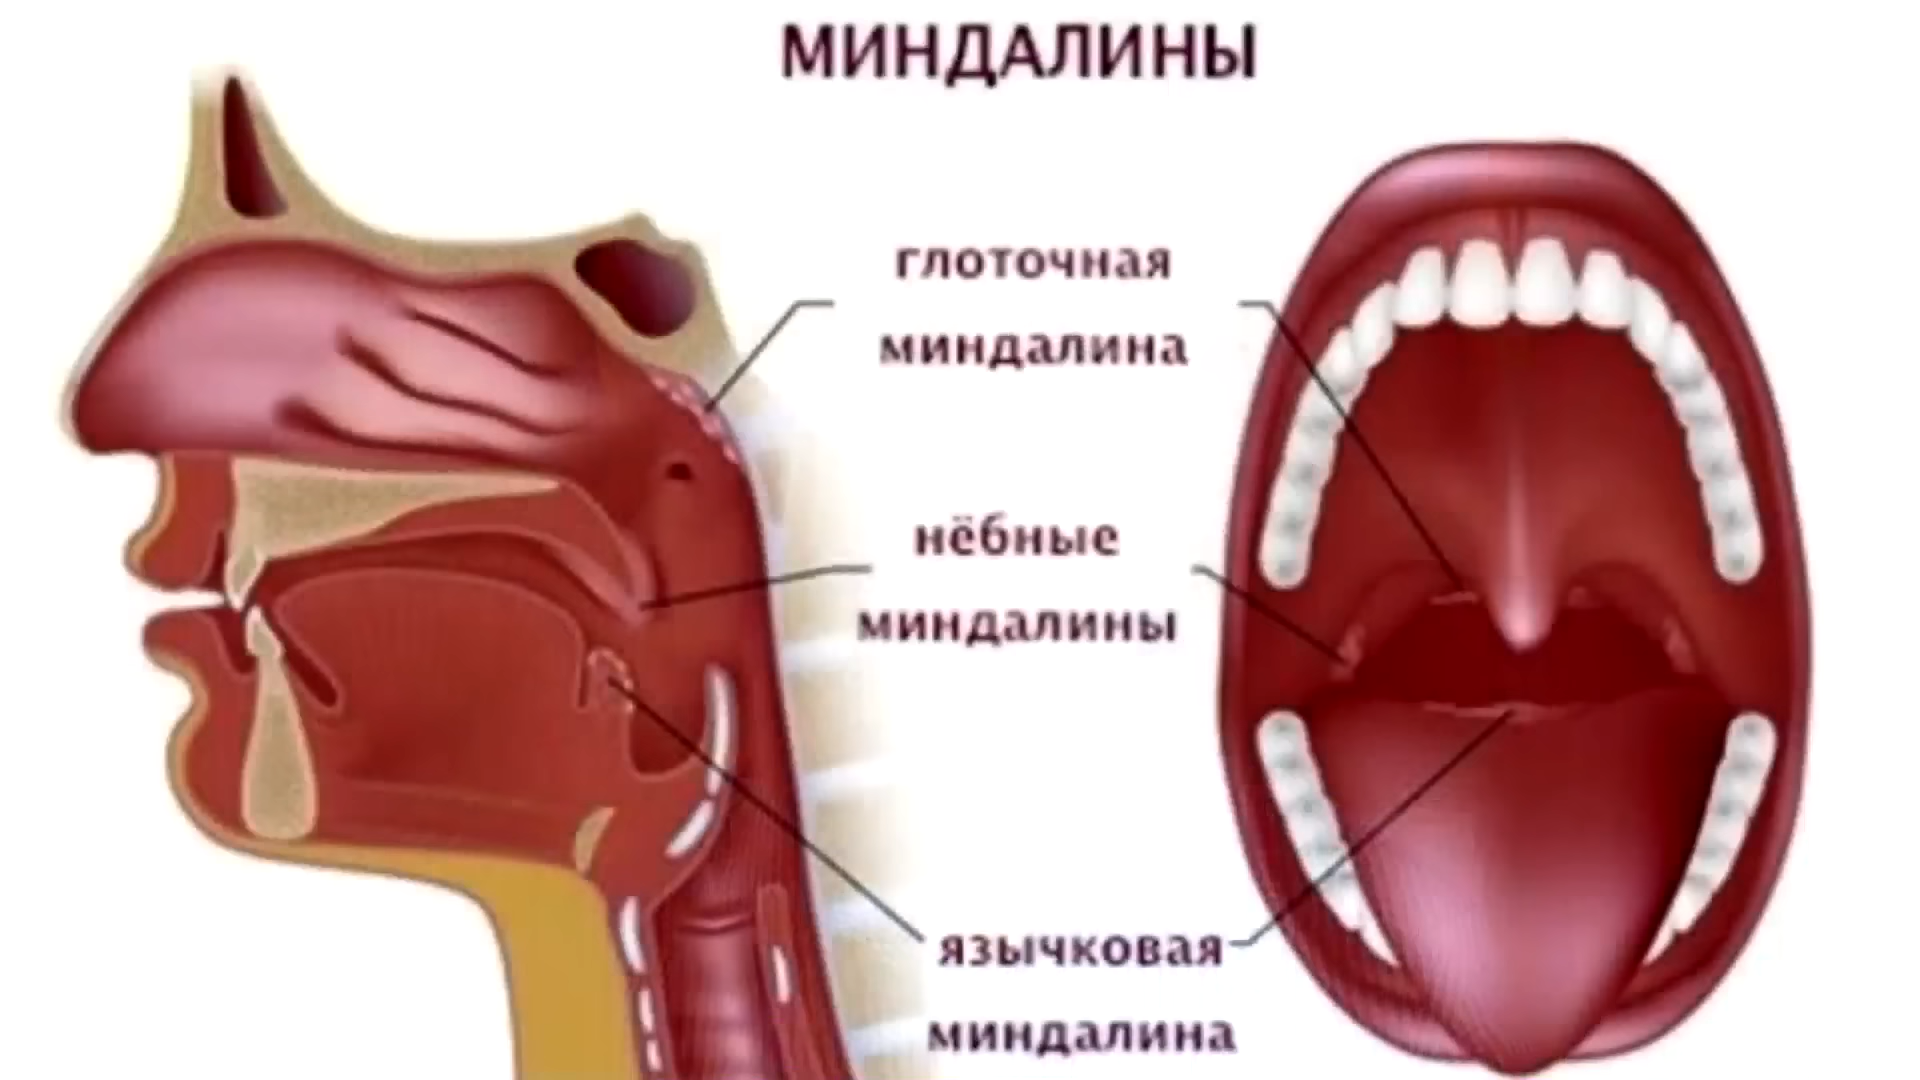 МИНДАЛИНЫ
глоточная
миндалина
нёбные
миндалины
язычковая
миндалина